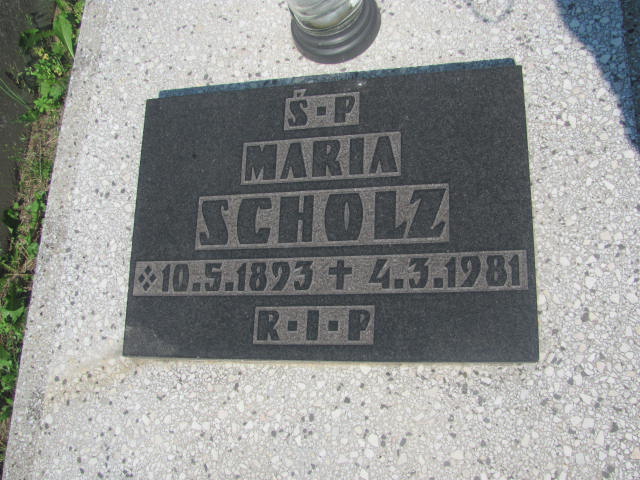 Ś·P
MARIA
SCHOLZ
❖10.5.1893 ✝ 4.3.1981
R·I·P